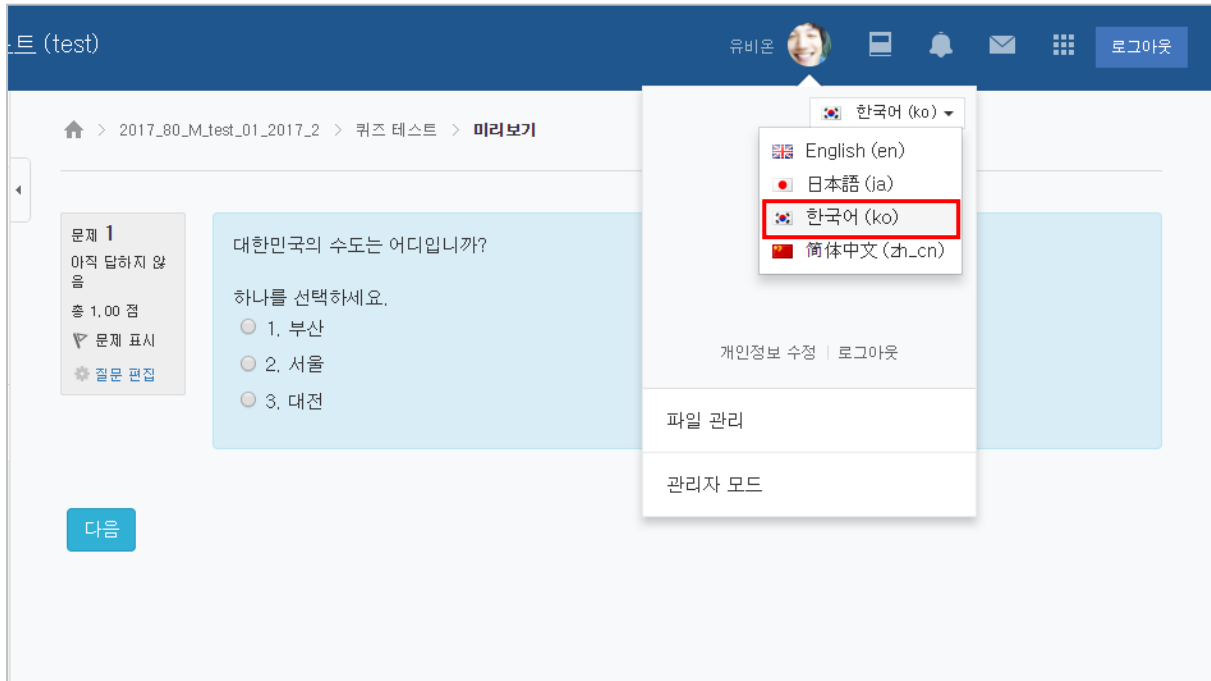 스트 (test)
유비온
로그아웃
2017_80_M_test_01_2017_2 > 퀴즈 테스트 > 미리보기
한국어 (ko)
English (en)
日本語 (ja)
한국어 (ko)
简体中文 (zh_cn)
문제 1
아직 답하지 않
음
총 1.00 점
문제 표시
질문 편집
대한민국의 수도는 어디입니까?
하나를 선택하세요.
1. 부산
2. 서울
3. 대전
개인정보 수정 | 로그아웃
파일 관리
관리자 모드
다음